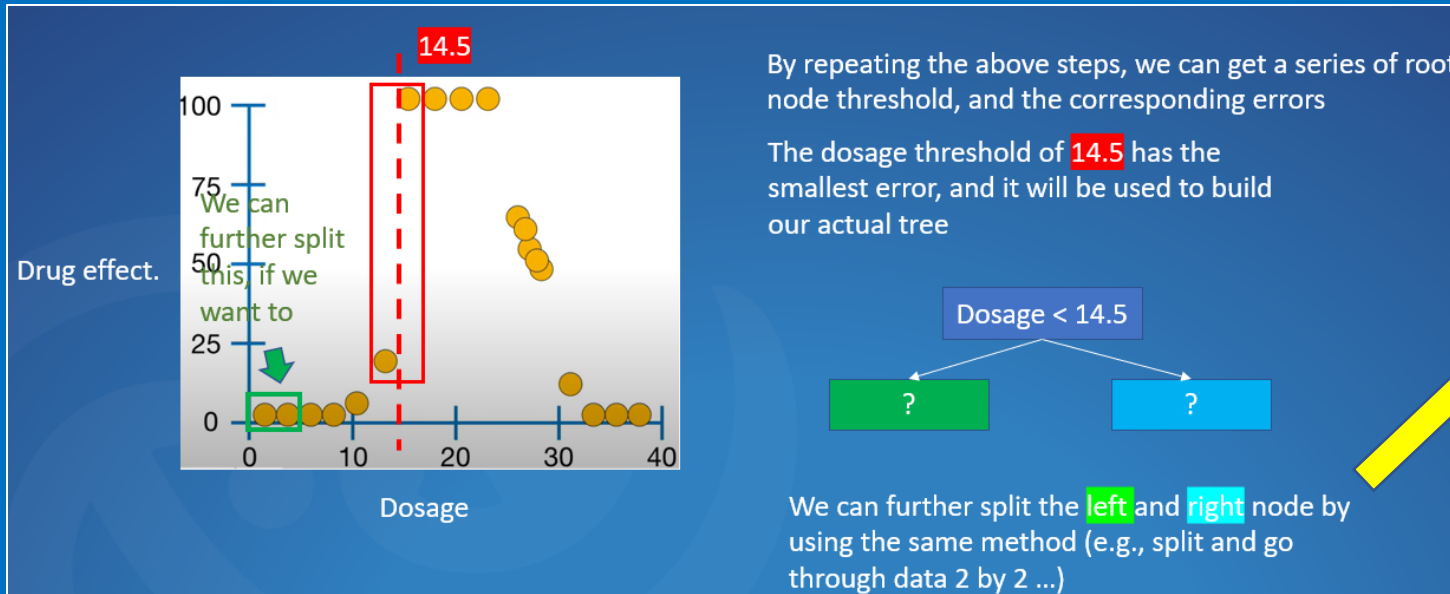 14.5
By repeating the above steps, we can get a series of root
node threshold, and the corresponding errors
The dosage threshold of 14.5 has the
smallest error, and it will be used to build
our actual tree
100
75
50
25
0
We can
further split
this, if we
want to
Drug effect.
0 10 20 30 40
Dosage
Dosage < 14.5
? ?
We can further split the left and right node by
using the same method (e.g., split and go
through data 2 by 2 ...)